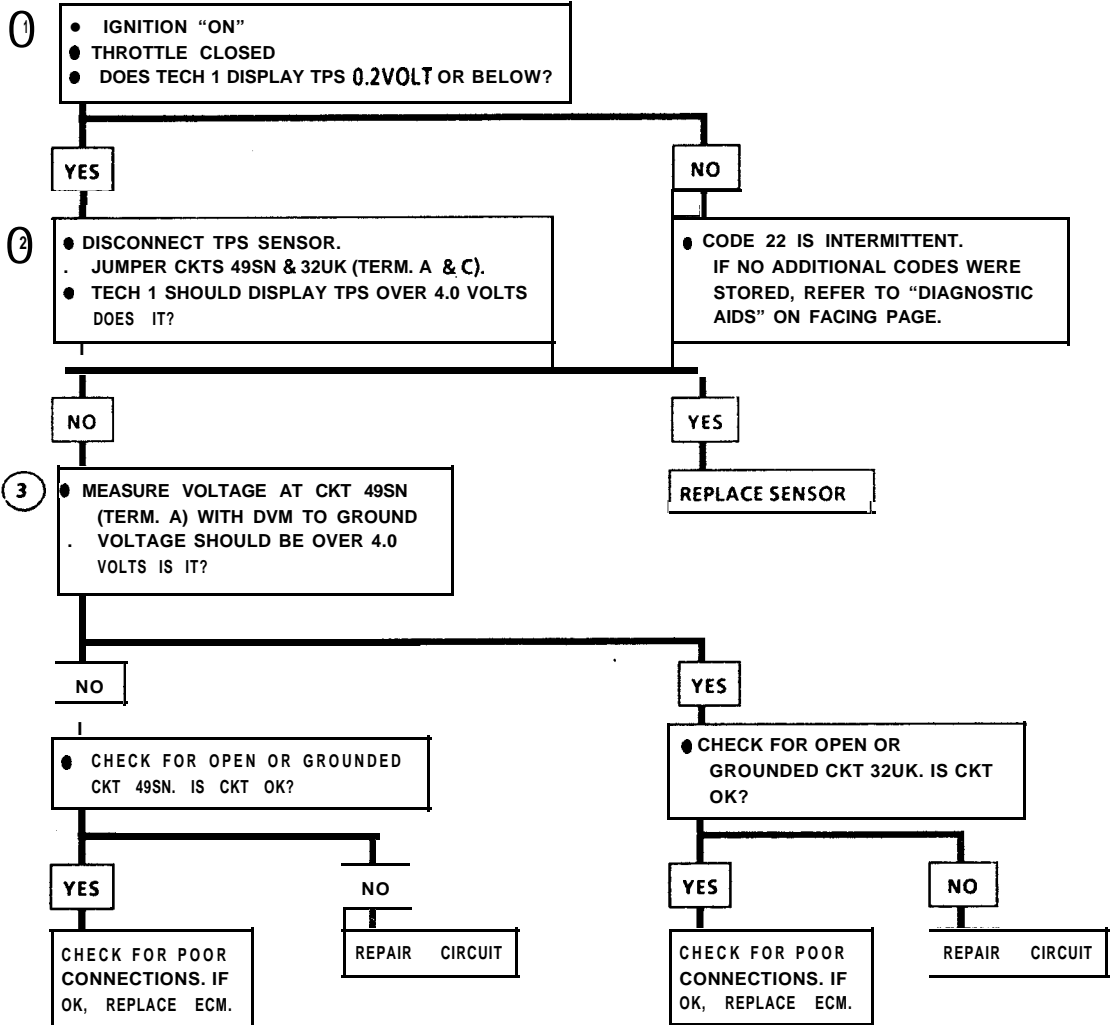 1
• IGNITION “ON”
• THROTTLE CLOSED
• DOES TECH 1 DISPLAY TPS 0.2VOLT OR BELOW?
YES
NO
2
• DISCONNECT TPS SENSOR.
. JUMPER CKTS 49SN & 32UK (TERM. A & C).
• TECH 1 SHOULD DISPLAY TPS OVER 4.0 VOLTS
DOES IT?
• CODE 22 IS INTERMITTENT.
IF NO ADDITIONAL CODES WERE
STORED, REFER TO “DIAGNOSTIC
AIDS” ON FACING PAGE.
NO
YES
3
• MEASURE VOLTAGE AT CKT 49SN
(TERM. A) WITH DVM TO GROUND
. VOLTAGE SHOULD BE OVER 4.0
VOLTS IS IT?
REPLACE SENSOR
NO
YES
• CHECK FOR OPEN OR GROUNDED
CKT 49SN. IS CKT OK?
• CHECK FOR OPEN OR
GROUNDED CKT 32UK. IS CKT
OK?
YES
NO
YES
NO
CHECK FOR POOR
CONNECTIONS. IF
OK, REPLACE ECM.
REPAIR CIRCUIT
CHECK FOR POOR
CONNECTIONS. IF
OK, REPLACE ECM.
REPAIR CIRCUIT